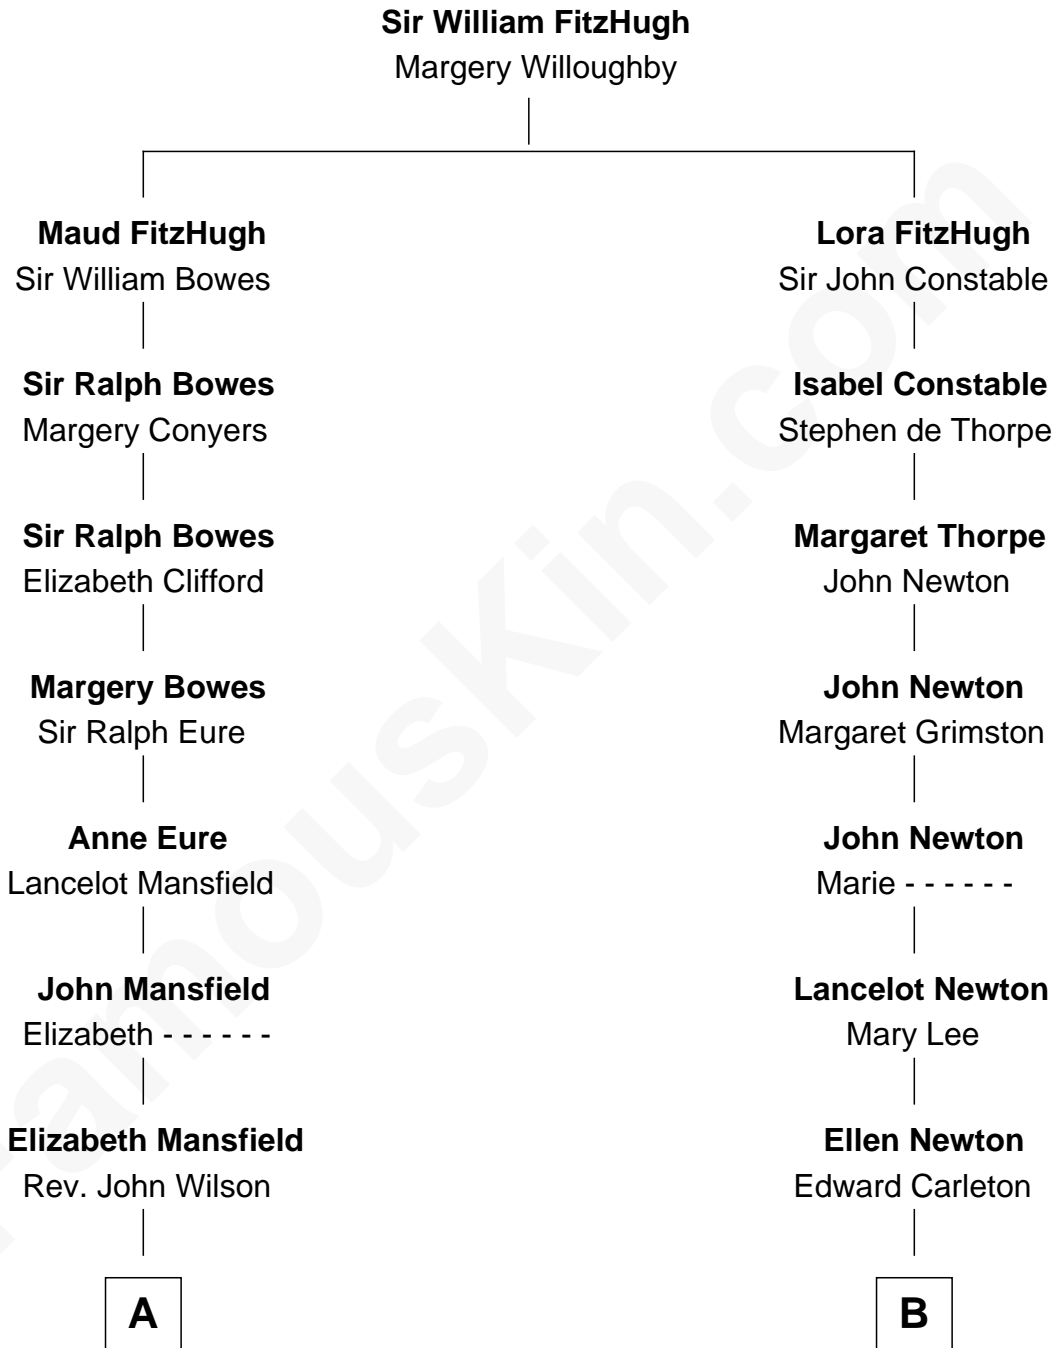 Sir William FitzHugh
Margery Willoughby
Maud FitzHugh
Sir William Bowes
Sir Ralph Bowes
Margery Conyers
Sir Ralph Bowes
Elizabeth Clifford
Margery Bowes
Sir Ralph Eure
Anne Eure
Lancelot Mansfield
John Mansfield
Elizabeth - - - - - -
Elizabeth Mansfield
Rev. John Wilson
A
Lora FitzHugh
Sir John Constable
Isabel Constable
Stephen de Thorpe
Margaret Thorpe
John Newton
John Newton
Margaret Grimston
John Newton
Marie - - - - - -
Lancelot Newton
Mary Lee
Ellen Newton
Edward Carleton
B
FamousKin.com